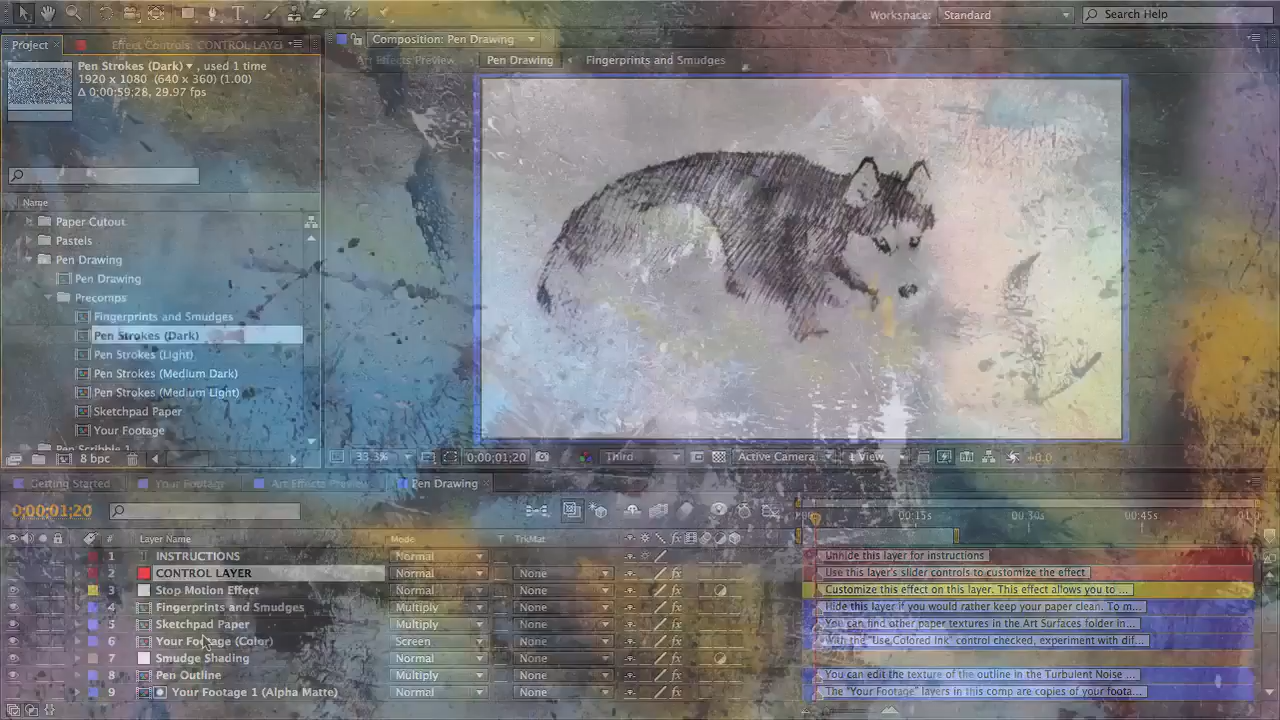 Workspace: Standard
Search Help
Project
Effect Controls: CONTROL LAYER
Composition: Pen Drawing
Pen Strokes (Dark) , used 1 time
1920 x 1080 (640 x 360) (1.00)
Δ 0;00;59;28, 29.97 fps
Art Effects Preview
Pen Drawing
Fingerprints and Smudges
Name
Paper Cutout
Pastels
Pen Drawing
Pen Drawing
Precomps
Fingerprints and Smudges
Pen Strokes (Dark)
Pen Strokes (Light)
Pen Strokes (Medium Dark)
Pen Strokes (Medium Light)
Sketchpad Paper
Your Footage
Pen Scribble 1
8 bpc
33.3%
0;00;01;20
Third
Active Camera
1 View
+0.0
Getting Started
Your Footage
Art Effects Preview
Pen Drawing
0;00;01;20
00:15s
00:30s
00:45s
# Layer Name
Mode
T TrkMat
1 INSTRUCTIONS Normal
Unhide this layer for instructions
2 CONTROL LAYER Normal None
Use this layer's slider controls to customize the effect
3 Stop Motion Effect Normal None
Customize this effect on this layer. This effect allows you to ...
4 Fingerprints and Smudges Multiply None
Hide this layer if you would rather keep your paper clean. To m...
5 Sketchpad Paper Multiply None
You can find other paper textures in the Art Surfaces folder in...
6 Your Footage (Color) Screen None
With the "Use Colored Ink" control checked, experiment with dif...
7 Smudge Shading Normal None
8 Pen Outline Multiply None
You can edit the texture of the outline in the Turbulent Noise ...
9 Your Footage 1 (Alpha Matte) Normal None
The "Your Footage" layers in this comp are copies of your foota...